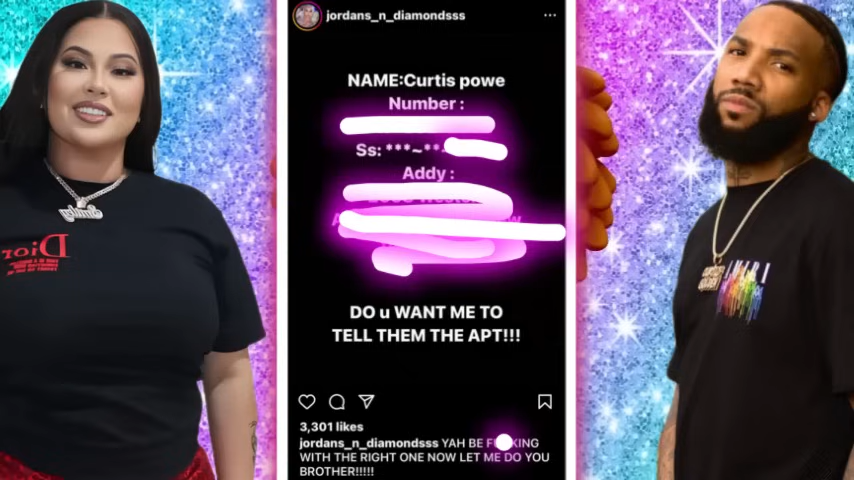 jordans_n_diamondsss
NAME:Curtis powe
Number :
Ss: ***~**
Addy :
DO u WANT ME TO
TELL THEM THE APT!!!
3,301 likes
jordans_n_diamondsss YAH BE F KING
WITH THE RIGHT ONE NOW LET ME DO YOU
BROTHER!!!!!
Dior
AMIRI